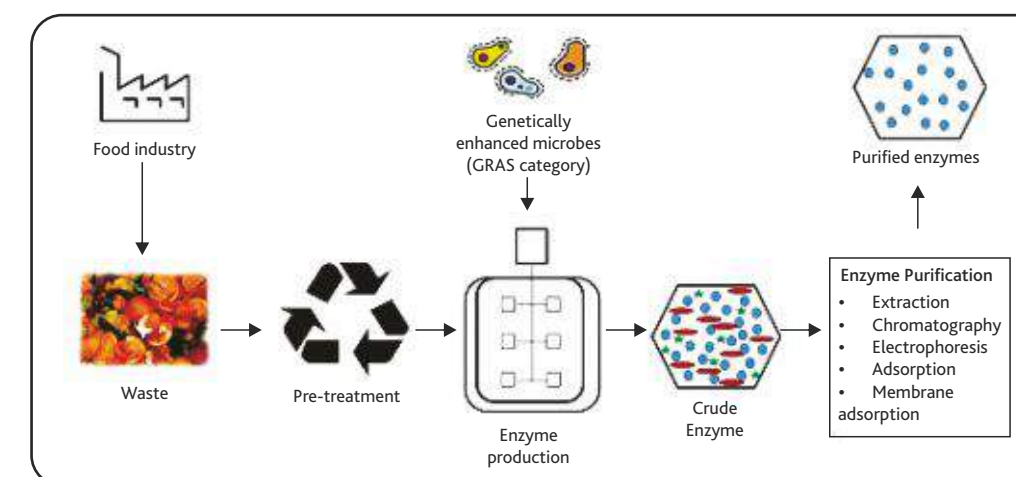 Food industry
Genetically
enhanced microbes
(GRAS category)
Purified enzymes
Waste
Pre-treatment
Enzyme
production
Crude
Enzyme
Enzyme Purification
• Extraction
• Chromatography
• Electrophoresis
• Adsorption
• Membrane
adsorption